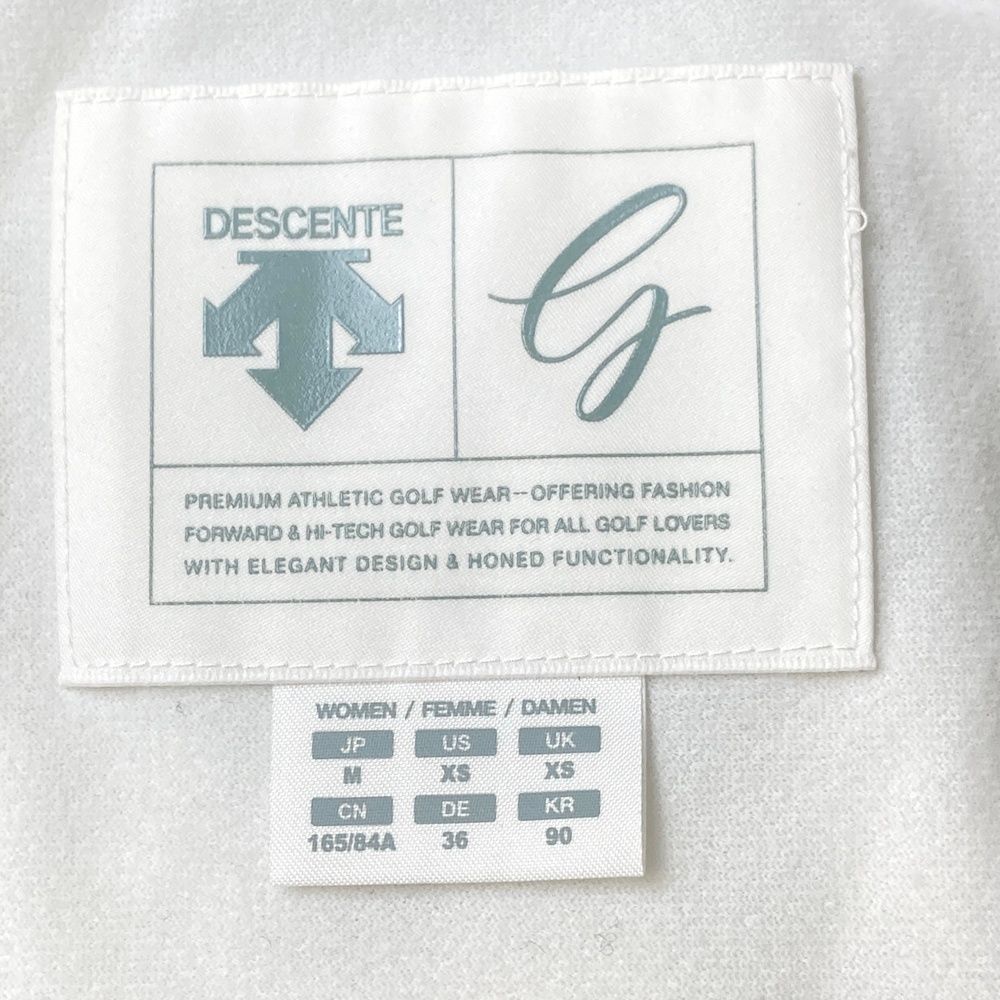 DESCENTE
G
PREMIUM ATHLETIC GOLF WEAR--OFFERING FASHION
FORWARD & HI-TECH GOLF WEAR FOR ALL GOLF LOVERS
WITH ELEGANT DESIGN & HONED FUNCTIONALITY.
WOMEN / FEMME / DAMEN
JP US UK
M XS XS
CN DE KR
165/84A 36 90